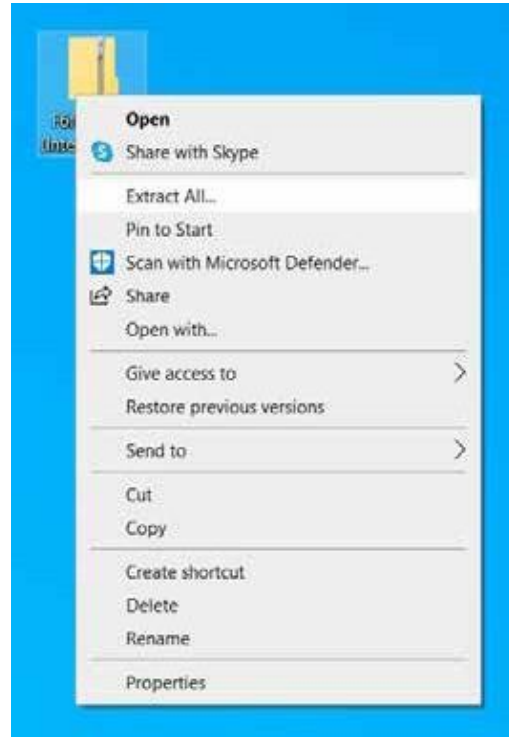 Open
Share with Skype
Extract All...
Pin to Start
Scan with Microsoft Defender...
Share
Open with...
Give access to
Restore previous versions
Send to
Cut
Copy
Create shortcut
Delete
Rename
Properties